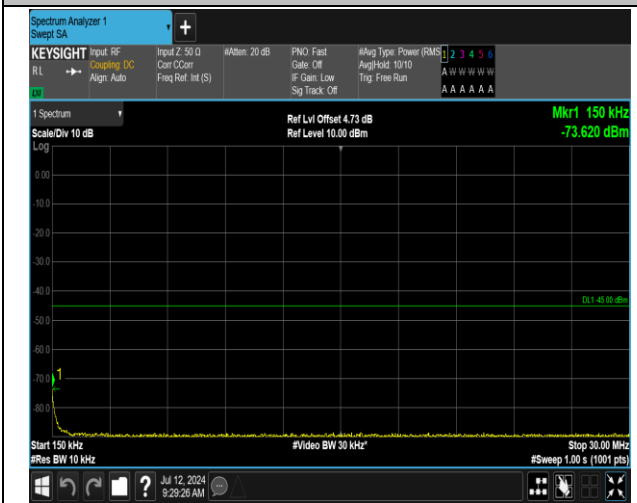 Spectrum Analyzer 1
Swept SA
+
KEYSIGHT Input: RF Input Z: 50 Ω #Atten: 20 dB PNO: Fast #Avg Type: Power (RMS 1 2 3 4 5 6
RL Coupling: DC Corr CCorr Gate: Off Avg|Hold: 10/10 A W W W W W
Align: Auto Freq Ref: Int (S) IF Gain: Low Trig: Free Run
LXI Sig Track: Off A A A A A A
1 Spectrum Ref Lvl Offset 4.73 dB Mkr1 150 kHz
Scale/Div 10 dB Ref Level 10.00 dBm -73.620 dBm
Log
0.00
-10.0
-20.0
-30.0
-40.0
DL1 -45.00 dBm
-50.0
-60.0
1
-70.0
-80.0
Start 150 kHz #Video BW 30 kHz* Stop 30.00 MHz
#Res BW 10 kHz #Sweep 1.00 s (1001 pts)
? Jul 12, 2024
9:29:26 AM